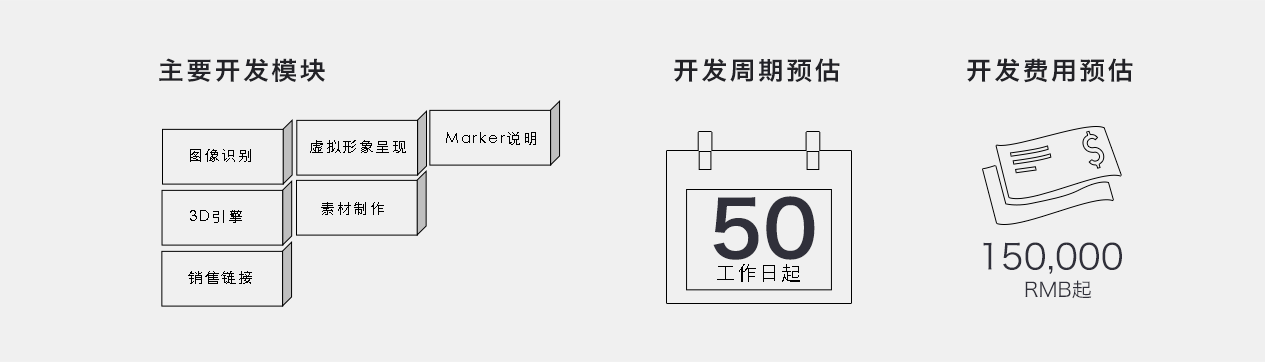 主要开发模块
图像识别
虚拟形象呈现
Marker说明
3D引擎
素材制作
销售链接
开发周期预估
50
工作日起
开发费用预估
$
150,000
RMB起